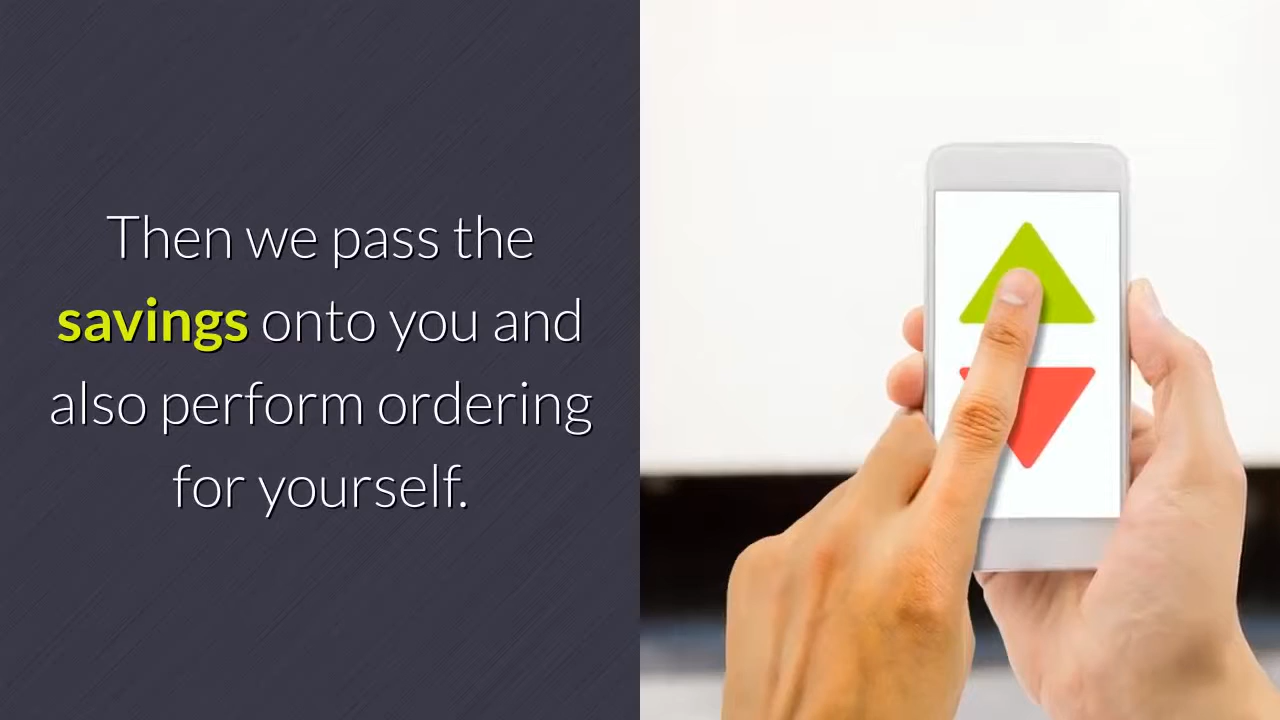 Then we pass the
savings onto you and
also perform ordering
for yourself.